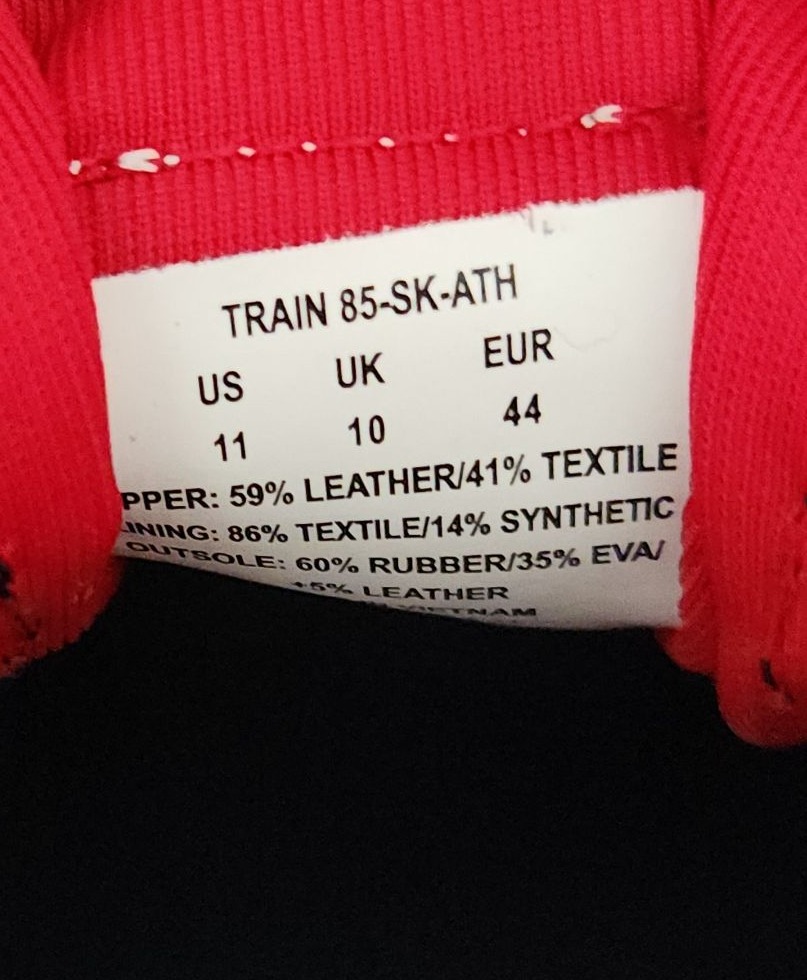 TRAIN 85-SK-ATH
US UK EUR
11 10 44
PPER: 59% LEATHER/41% TEXTILE
INING: 86% TEXTILE/14% SYNTHETIC
OUTSOLE: 60% RUBBER/35% EVA/
+5% LEATHER
VIETNAM